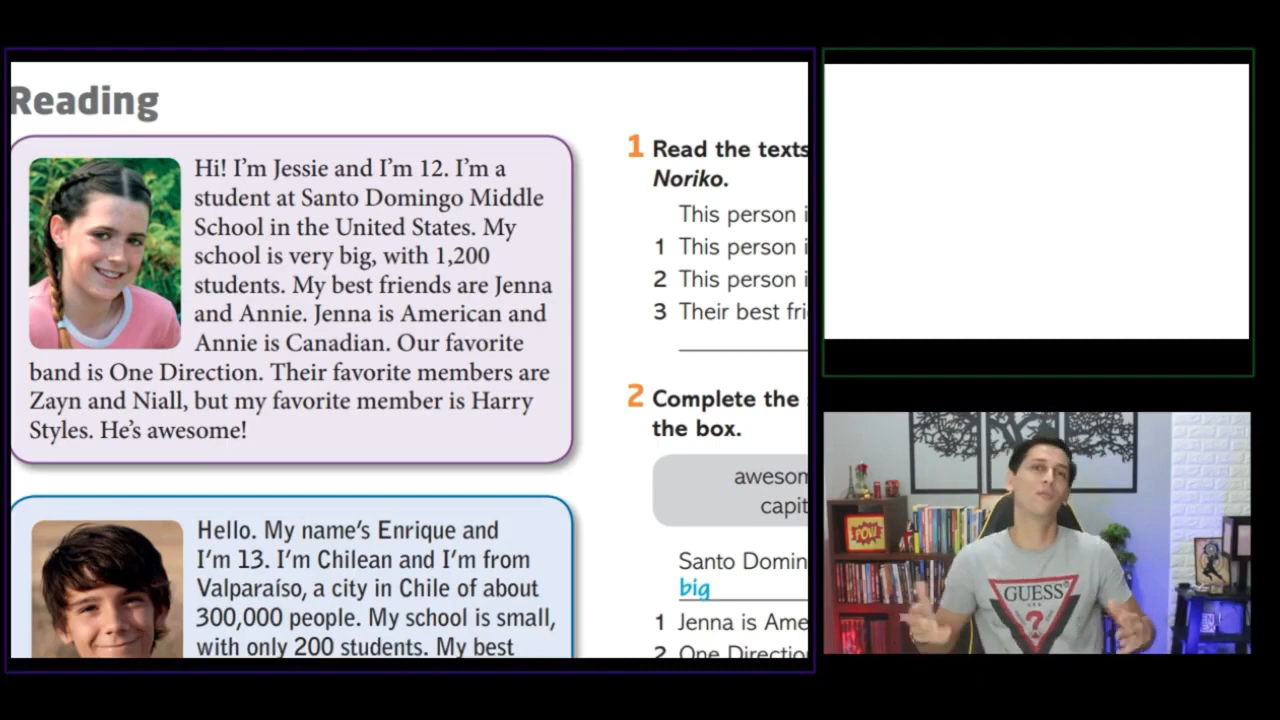 Reading
Hi! I'm Jessie and I'm 12. I'm a
student at Santo Domingo Middle
School in the United States. My
school is very big, with 1,200
students. My best friends are Jenna
and Annie. Jenna is American and
Annie is Canadian. Our favorite
band is One Direction. Their favorite members are
Zayn and Niall, but my favorite member is Harry
Styles. He's awesome!
Hello. My name's Enrique and
I'm 13. I'm Chilean and I'm from
Valparaíso, a city in Chile of about
300,000 people. My school is small,
with only 200 students. My best
1 Read the texts
Noriko.
This person i
1 This person i
2 This person i
3 Their best fri
2 Complete the
the box.
awesom
capit
Santo Domin
big
1 Jenna is Ame
2 One Directio
POW!
GUESS
?